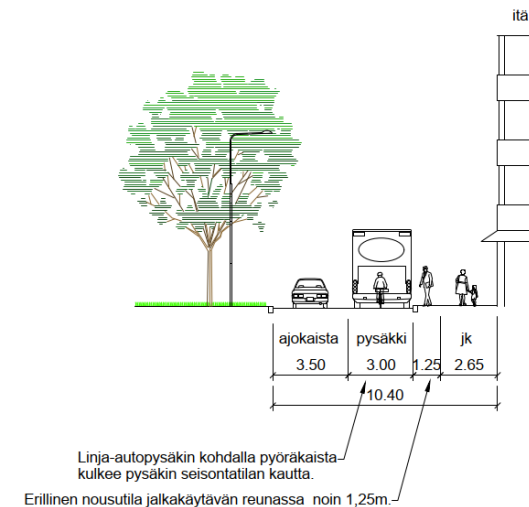 itä
ajokaista pysäkki jk
3.50 3.00 1.25 2.65
10.40
Linja-autopysäkin kohdalla pyöräkaista
kulkee pysäkin seisontatilan kautta.
Erillinen nousutila jalkakäytävän reunassa noin 1,25m.